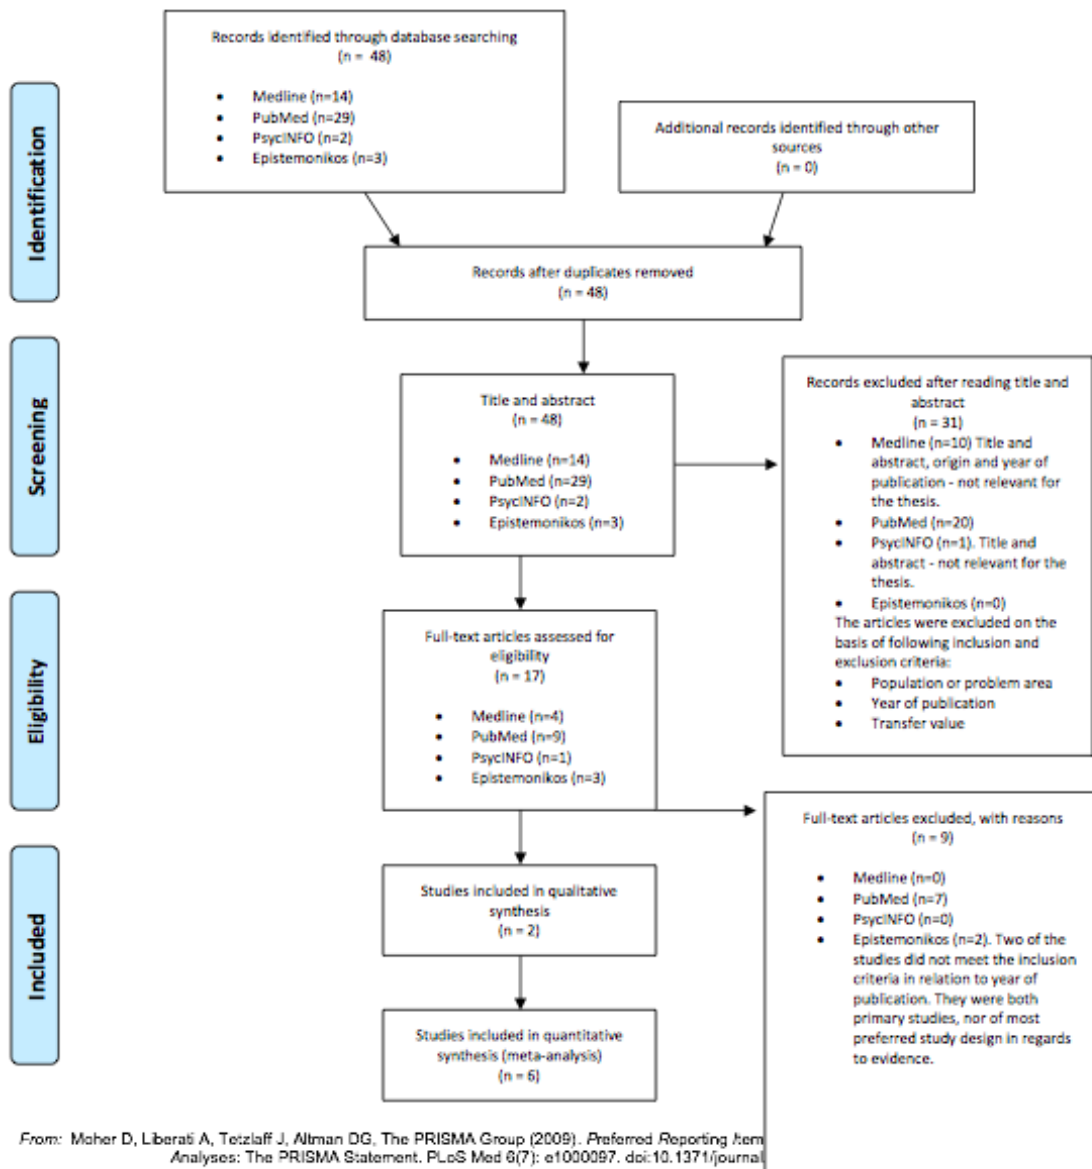 Records identified through database searching
(n = 48)
• Medline (n=14)
• PubMed (n=29)
• PsycINFO (n=2)
• Epistemonikos (n=3)
Additional records identified through other
sources
(n = 0)
Identification
Records after duplicates removed
(n = 48)
Screening
Title and abstract
(n = 48)
• Medline (n=14)
• PubMed (n=29)
• PsycINFO (n=2)
• Epistemonikos (n=3)
Records excluded after reading title and
abstract
(n = 31)
• Medline (n=10) Title and
abstract, origin and year of
publication - not relevant for
the thesis.
• PubMed (n=20)
• PsycINFO (n=1). Title and
abstract - not relevant for the
thesis.
• Epistemonikos (n=0)
The articles were excluded on the
basis of following inclusion and
exclusion criteria:
• Population or problem area
• Year of publication
• Transfer value
Eligibility
Full-text articles assessed for
eligibility
(n = 17)
• Medline (n=4)
• PubMed (n=9)
• PsycINFO (n=1)
• Epistemonikos (n=3)
Full-text articles excluded, with reasons
(n = 9)
• Medline (n=0)
• PubMed (n=7)
• PsycINFO (n=0)
• Epistemonikos (n=2). Two of the
studies did not meet the inclusion
criteria in relation to year of
publication. They were both
primary studies, nor of most
preferred study design in regards
to evidence.
Included
Studies included in qualitative
synthesis
(n = 2)
Studies included in quantitative
synthesis (meta-analysis)
(n = 6)
From: Moher D, Liberati A, Tetzlaff J, Altman DG, The PRISMA Group (2009). Preferred Reporting Item
Analyses: The PRISMA Statement. PLoS Med 6(7): e1000097. doi:10.1371/journal